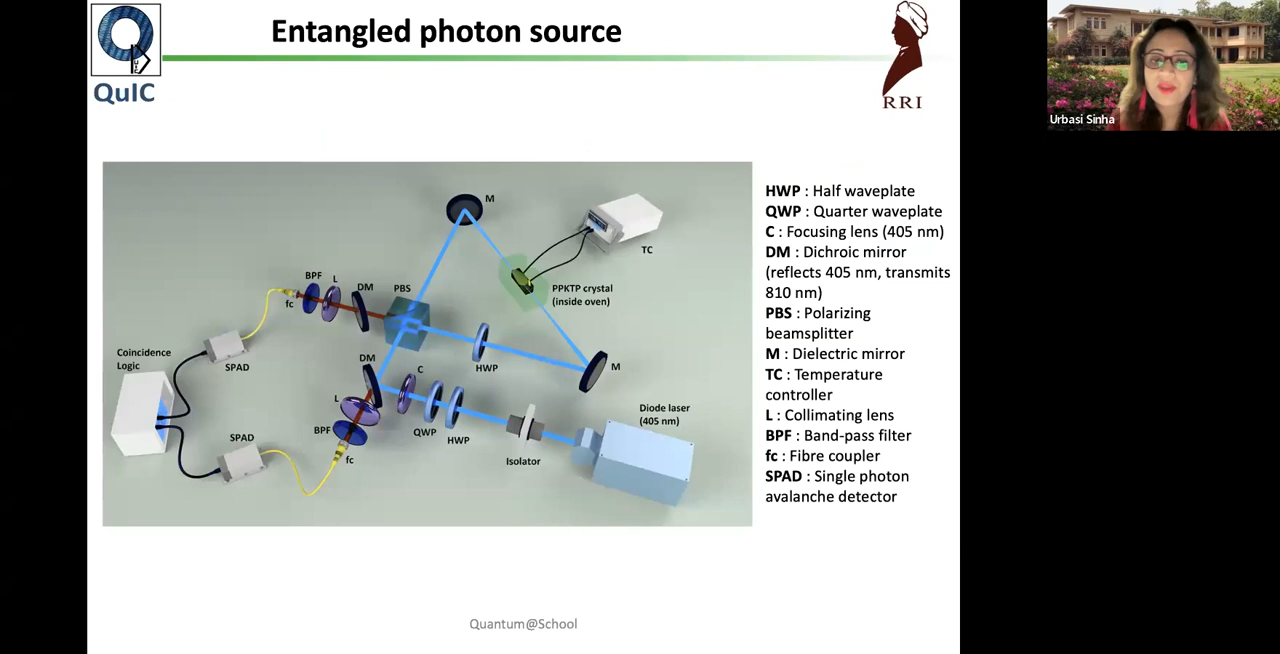 Entangled photon source
QuIC
RRI
Urbasi Sinha
M
TC
BPF
L
DM
PBS
PPKTP crystal
(inside oven)
fc
Coincidence
Logic
SPAD
DM
C
HWP
M
L
Diode laser
(405 nm)
BPF
QWP
HWP
SPAD
fc
Isolator
HWP : Half waveplate
QWP : Quarter waveplate
C : Focusing lens (405 nm)
DM : Dichroic mirror
(reflects 405 nm, transmits
810 nm)
PBS : Polarizing
beamsplitter
M : Dielectric mirror
TC : Temperature
controller
L : Collimating lens
BPF : Band-pass filter
fc : Fibre coupler
SPAD : Single photon
avalanche detector
Quantum@School